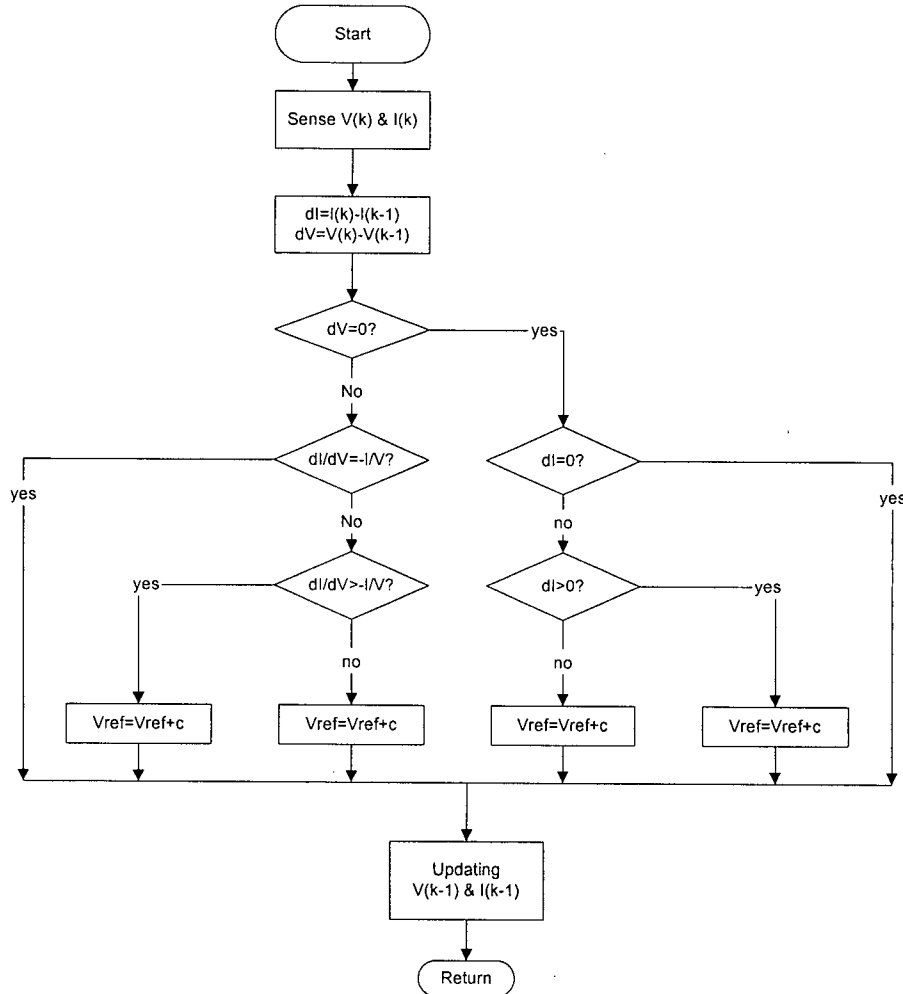 Start
Sense V(k) & I(k)
dI=I(k)-I(k-1)
dV=V(k)-V(k-1)
dV=0?
yes
No
dI/dV=-I/V?
dI=0?
yes
yes
No
no
dI/dV>-I/V?
dI>0?
yes
yes
no
no
Vref=Vref+c
Vref=Vref+c
Vref=Vref+c
Vref=Vref+c
Updating
V(k-1) & I(k-1)
Return